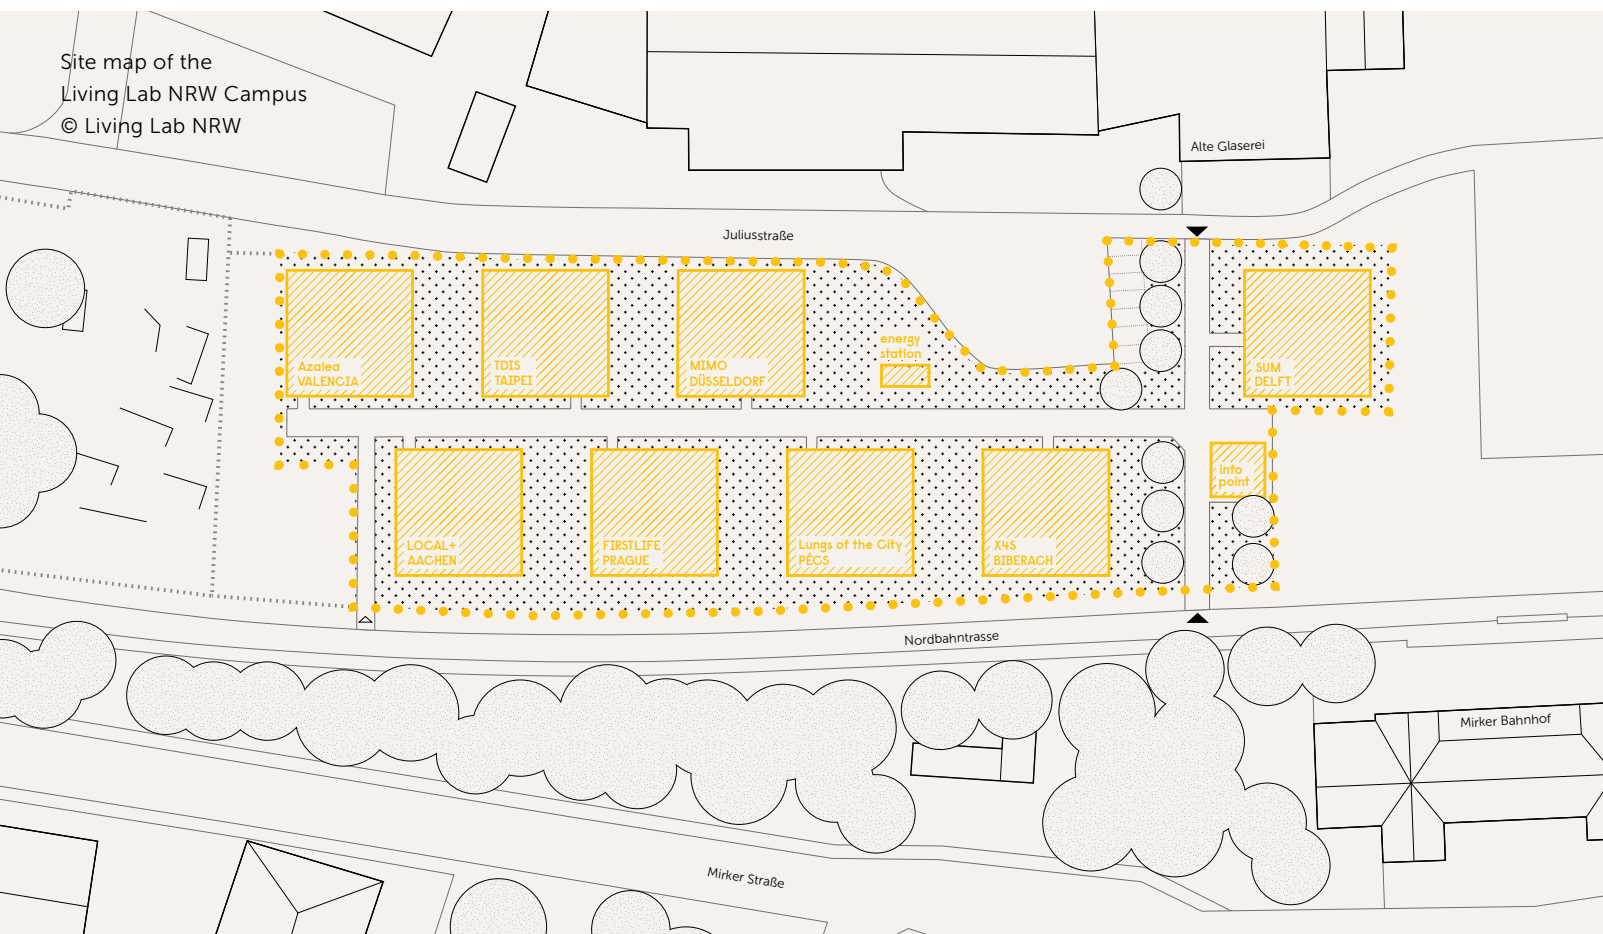 Site map of the
Living Lab NRW Campus
© Living Lab NRW
Alte Glaserei
Juliusstraße
energy
station
Azalea
VALENCIA
TDIS
TAIPEI
MIMO
DÜSSELDORF
SUM
DELFT
info
point
LOCAL+
AACHEN
FIRSTLIFE
PRAGUE
Lungs of the City
PÉCS
X4S
BIBERACH
Nordbahntrasse
Mirker Bahnhof
Mirker Straße